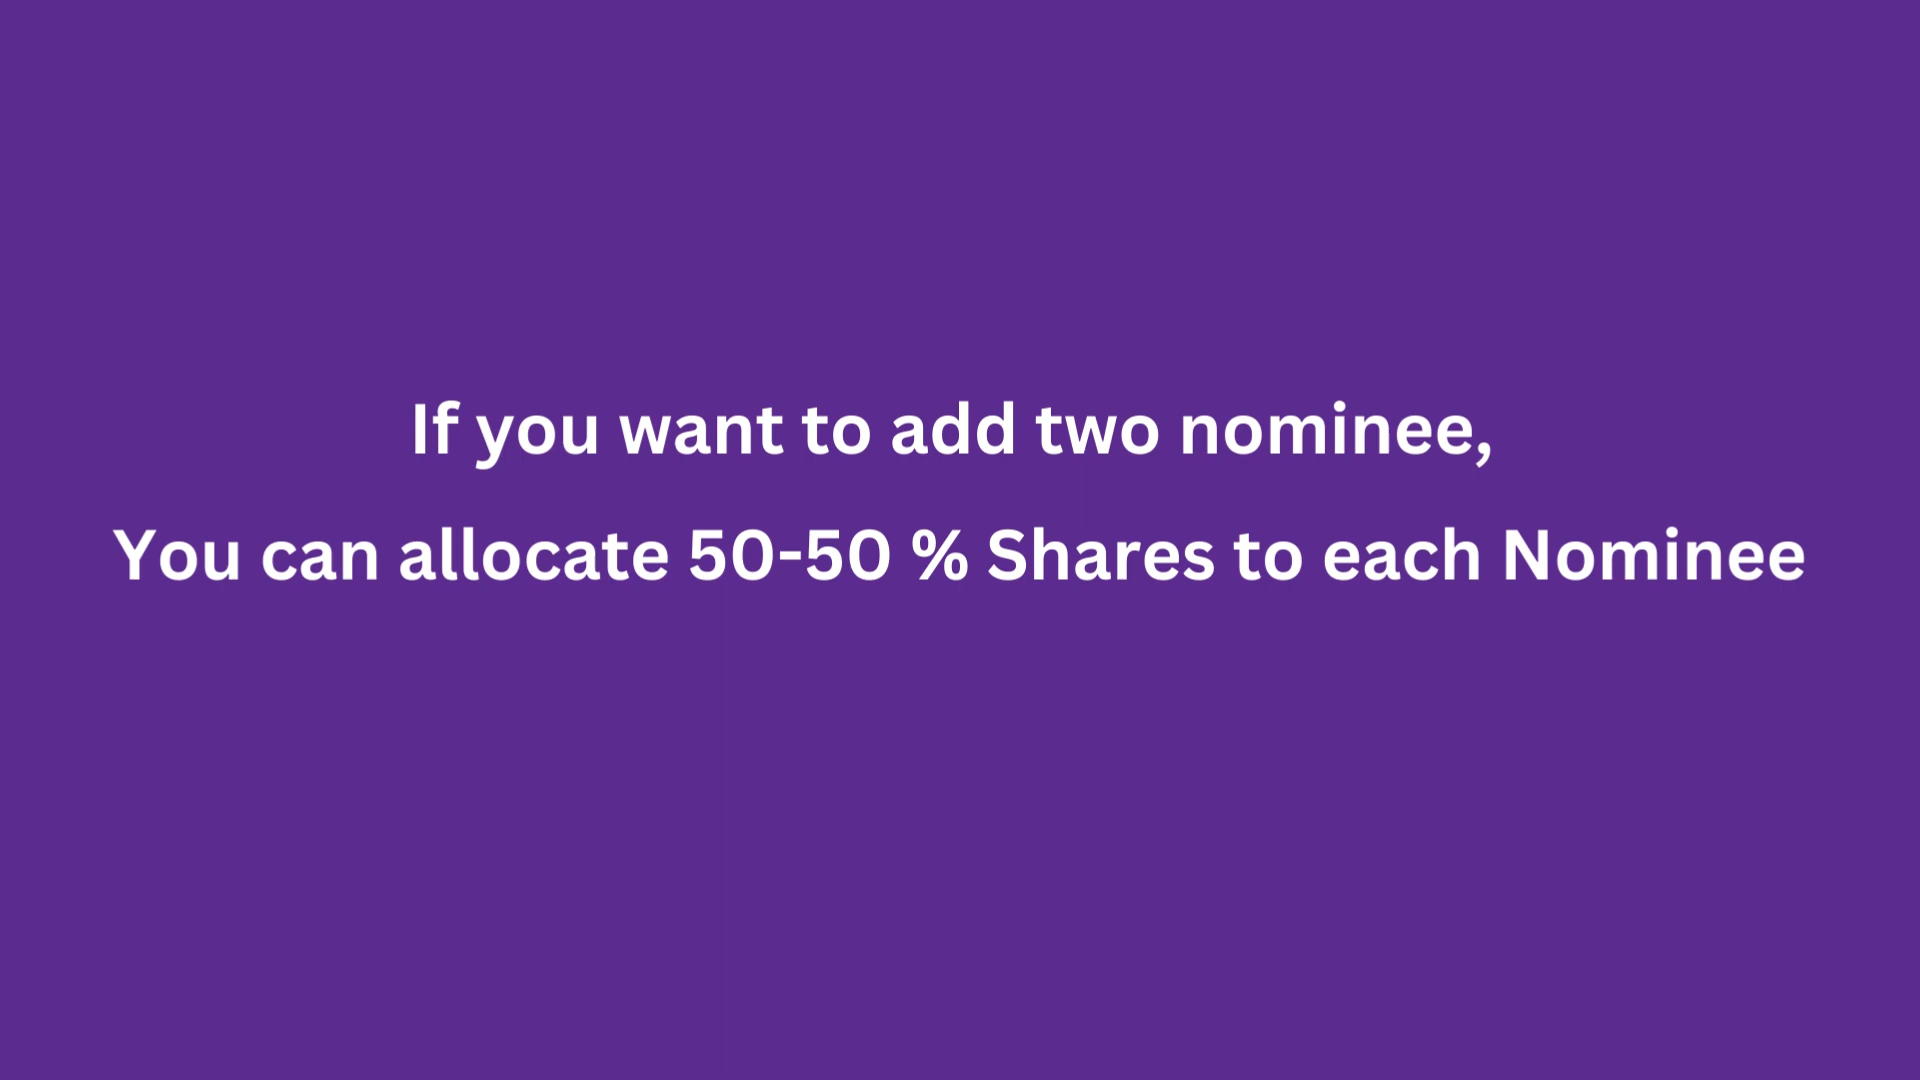 If you want to add two nominee,
You can allocate 50-50 % Shares to each Nominee